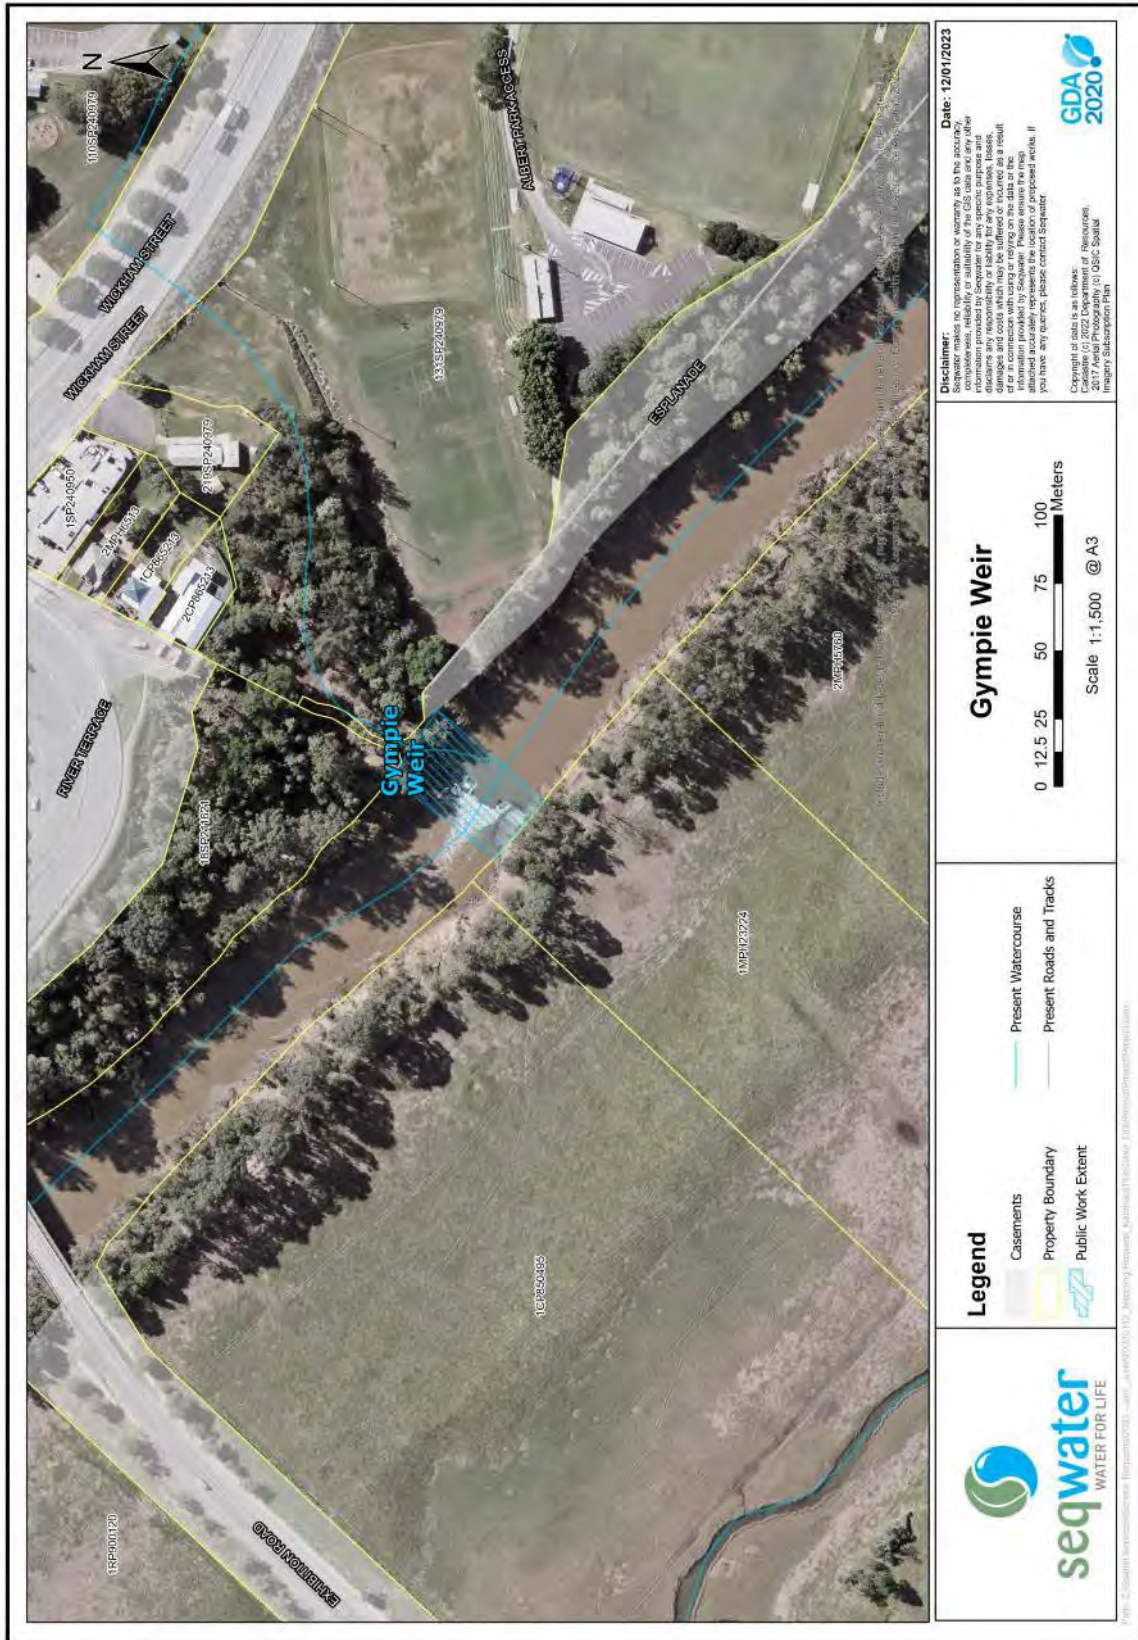 N
110SP240979
WICKHAM STREET
WICKHAM STREET
ALBERT PARK ACCESS
131SP240979
1SP240950
2MPH6513
219SP240979
1CP865213
2CP865213
RIVER TERRACE
ESPLANADE
Gympie
Weir
2MPH5760
1MPH23224
1CP850495
1RP900120
EXHIBITION ROAD
seqwater
WATER FOR LIFE
Legend
Casements
Property Boundary
Public Work Extent
Present Watercourse
Present Roads and Tracks
Gympie Weir
0 12.5 25 50 75 100
Meters
Scale 1:1,500 @ A3
Disclaimer:
Date: 12/01/2023
Seqwater makes no representation or warranty as to the accuracy,
completeness, reliability or suitability of the GIS data and any other
information provided by Seqwater for any specific purpose and
disclaims any responsibility or liability for any expenses, losses,
damages and costs which may be suffered or incurred as a result
of or in connection with using or relying on the data or the
information provided by Seqwater. Please ensure the map
attached accurately represents the location of proposed works. If
you have any queries, please contact Seqwater.
Copyright of data is as follows:
Cadastre (c) 2022 Department of Resources,
2017 Aerial Photography (c) QSIC Spatial
Imagery Subscription Plan
GDA
2020